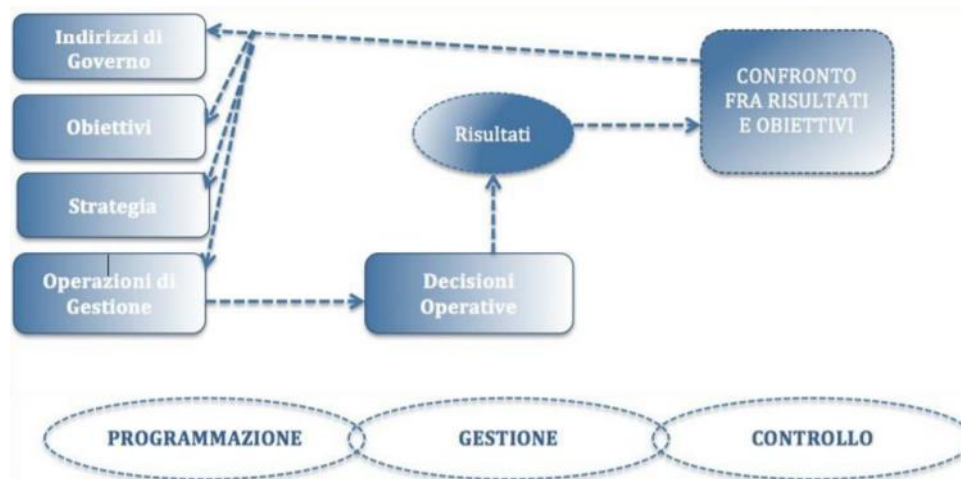 Indirizzi di
Governo
Obiettivi
Strategia
Operazioni di
Gestione
Decisioni
Operative
Risultati
CONFRONTO
FRA RISULTATI
E OBIETTIVI
PROGRAMMAZIONE
GESTIONE
CONTROLLO